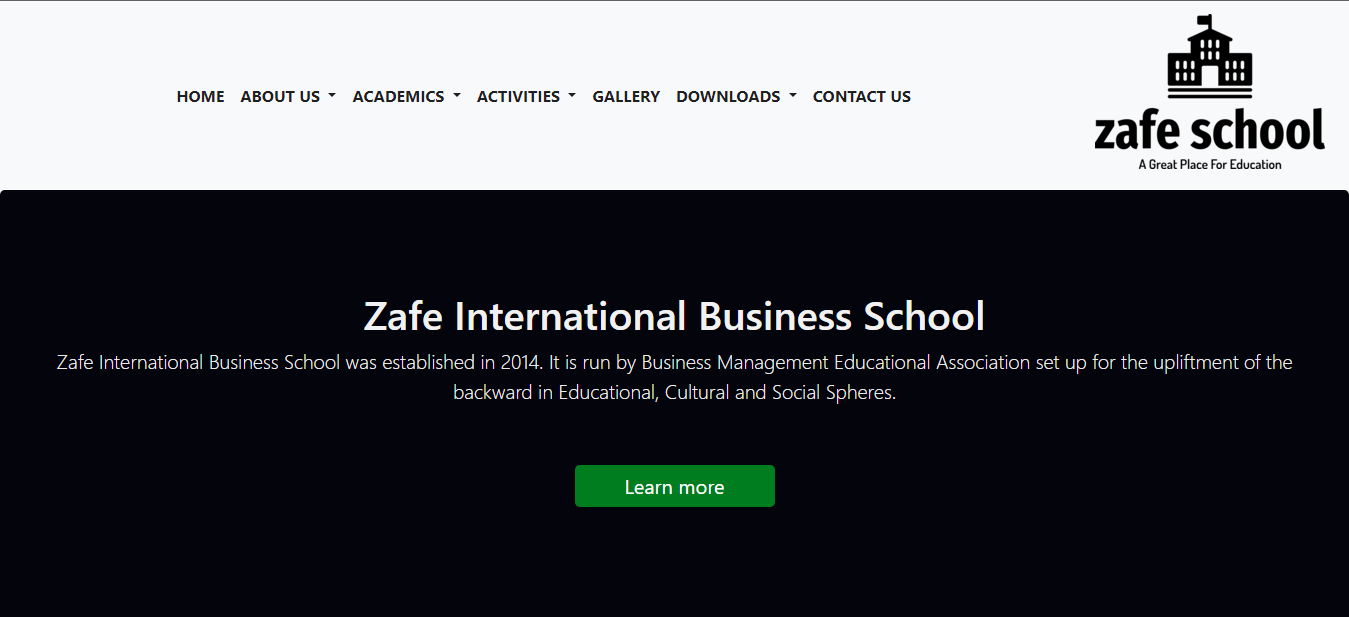 HOME ABOUT US ACADEMICS ACTIVITIES GALLERY DOWNLOADS CONTACT US
zafe school
A Great Place For Education
Zafe International Business School
Zafe International Business School was established in 2014. It is run by Business Management Educational Association set up for the upliftment of the
backward in Educational, Cultural and Social Spheres.
Learn more